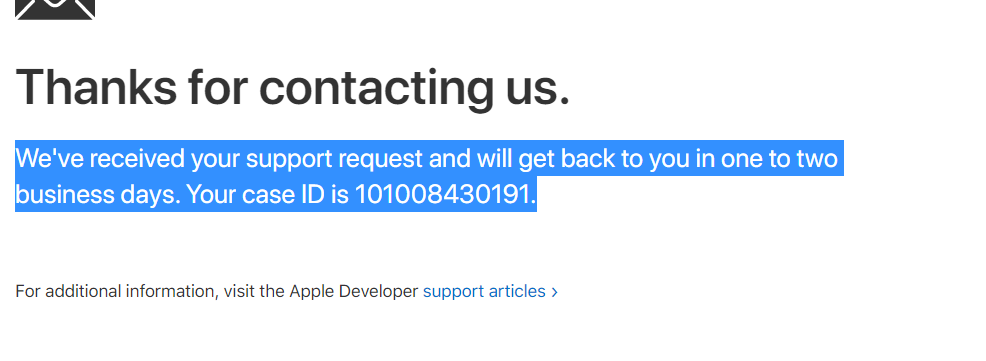 Thanks for contacting us.
We've received your support request and will get back to you in one to two
business days. Your case ID is 101008430191.
For additional information, visit the Apple Developer support articles ›